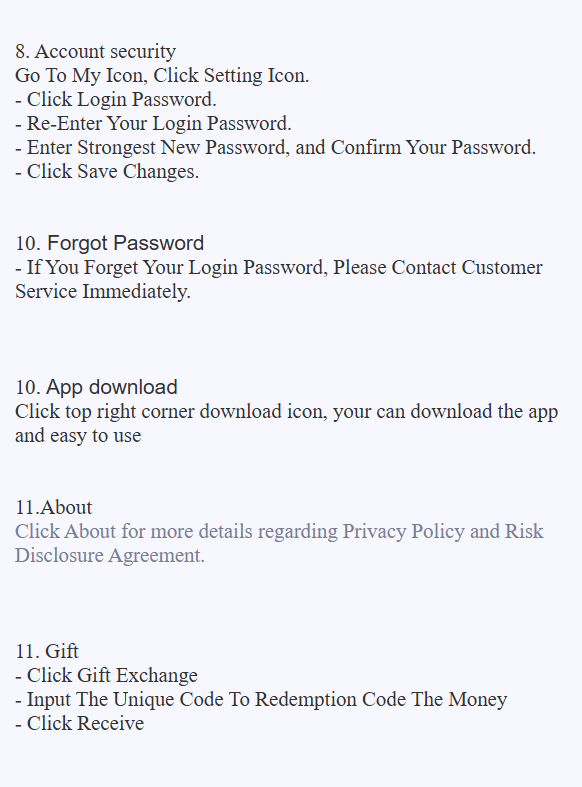 8. Account security
Go To My Icon, Click Setting Icon.
- Click Login Password.
- Re-Enter Your Login Password.
- Enter Strongest New Password, and Confirm Your Password.
- Click Save Changes.
10. Forgot Password
- If You Forget Your Login Password, Please Contact Customer
Service Immediately.
10. App download
Click top right corner download icon, your can download the app
and easy to use
11.About
Click About for more details regarding Privacy Policy and Risk
Disclosure Agreement.
11. Gift
- Click Gift Exchange
- Input The Unique Code To Redemption Code The Money
- Click Receive